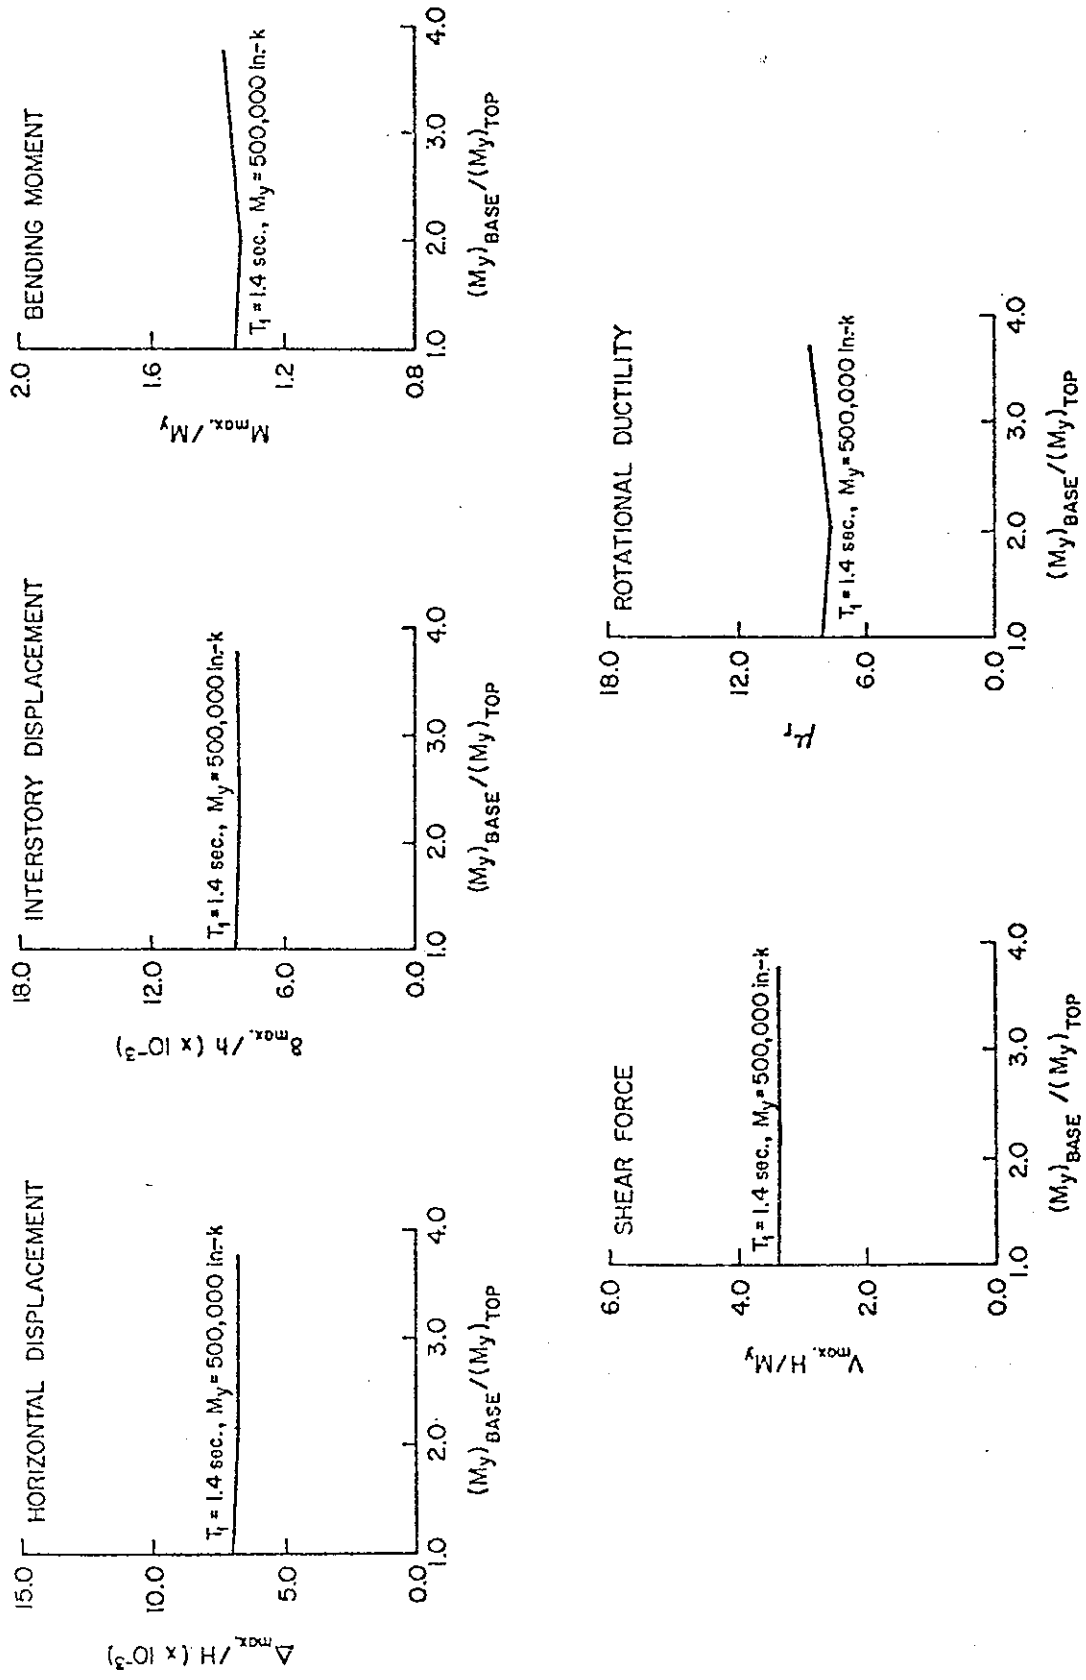 HORIZONTAL DISPLACEMENT
15.0
10.0
5.0
0.0
Δmax./H (x 10⁻³)
T₁ = 1.4 sec., My = 500,000 in.-k
1.0 2.0 3.0 4.0
(My)BASE/(My)TOP
INTERSTORY DISPLACEMENT
18.0
12.0
6.0
0.0
δmax./h (x 10⁻³)
T₁ = 1.4 sec., My = 500,000 in.-k
1.0 2.0 3.0 4.0
(My)BASE/(My)TOP
BENDING MOMENT
2.0
1.6
1.2
0.8
Mmax./My
T₁ = 1.4 sec., My = 500,000 in.-k
1.0 2.0 3.0 4.0
(My)BASE/(My)TOP
SHEAR FORCE
6.0
4.0
2.0
0.0
Vmax. H/My
T₁ = 1.4 sec., My = 500,000 in.-k
1.0 2.0 3.0 4.0
(My)BASE/(My)TOP
ROTATIONAL DUCTILITY
18.0
12.0
6.0
0.0
μr
T₁ = 1.4 sec., My = 500,000 in.-k
1.0 2.0 3.0 4.0
(My)BASE/(My)TOP